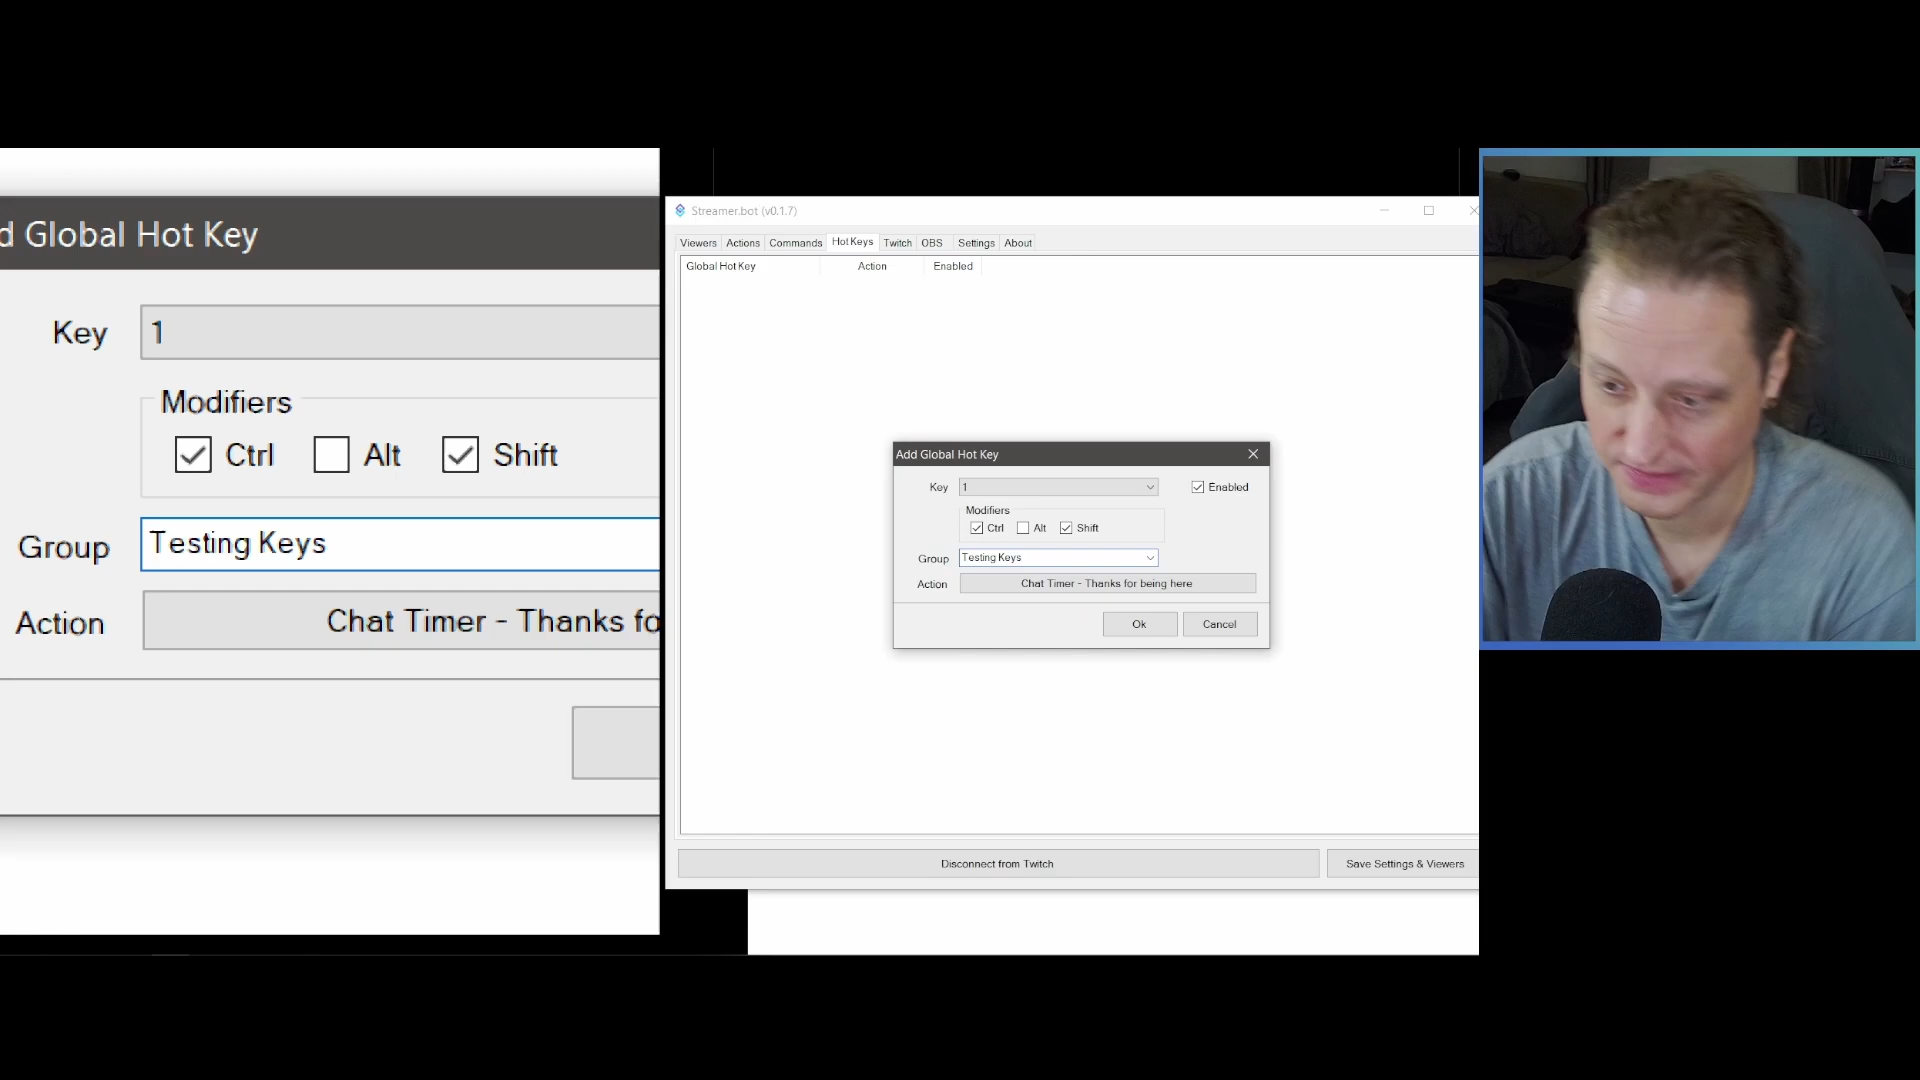 d Global Hot Key
Key 1
Modifiers
Ctrl Alt Shift
Group Testing Keys
Action Chat Timer - Thanks fo
Streamer.bot (v0.1.7)
Viewers Actions Commands Hot Keys Twitch OBS Settings About
Global Hot Key Action Enabled
Add Global Hot Key
Key 1 Enabled
Modifiers
Ctrl Alt Shift
Group Testing Keys
Action Chat Timer - Thanks for being here
Ok Cancel
Disconnect from Twitch Save Settings & Viewers